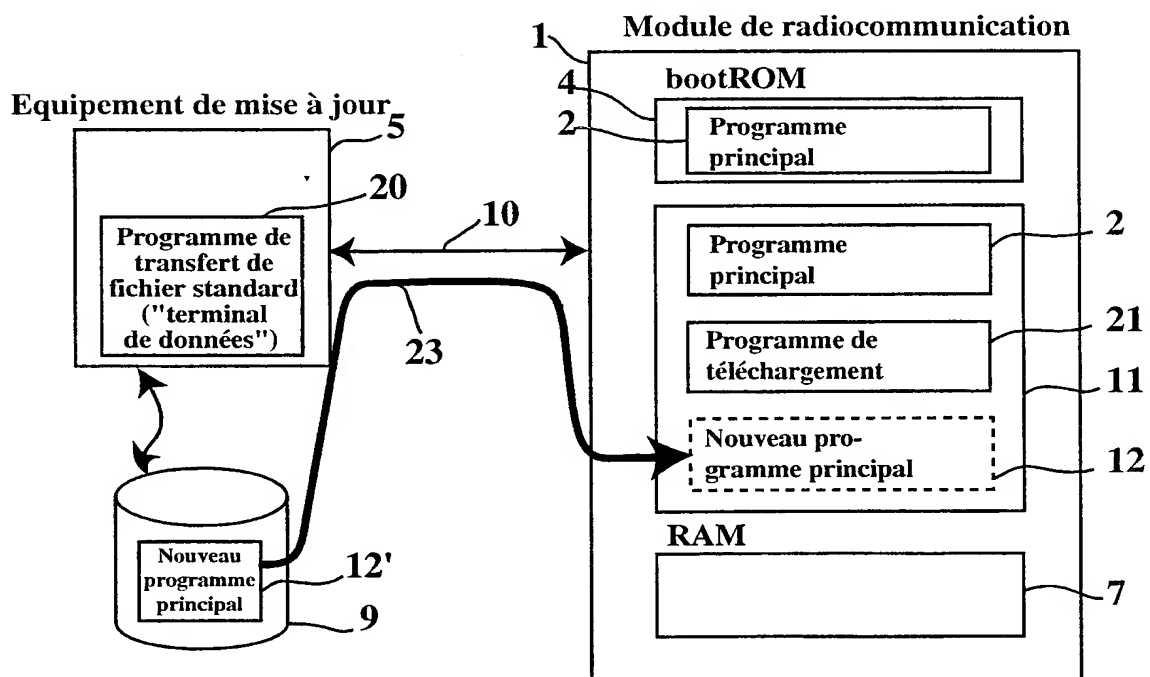 Module de radiocommunication
1
bootROM
4
2
Programme
principal
Equipement de mise à jour
5
20
Programme de
transfert de
fichier standard
("terminal
de données")
10
23
Programme
principal
2
Programme de
téléchargement
21
11
Nouveau pro-
gramme principal
12
RAM
7
Nouveau
programme
principal
12'
9